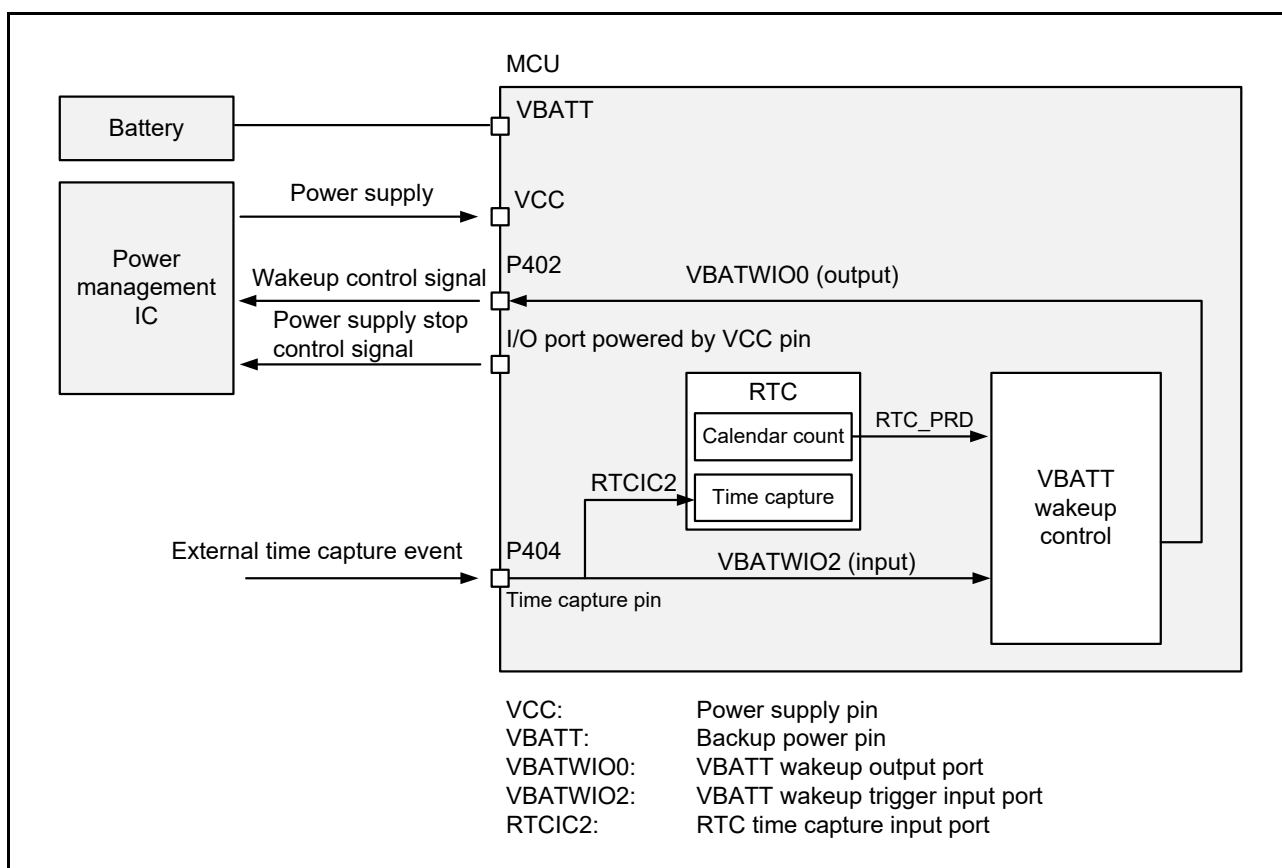 MCU
Battery
VBATT
Power supply
VCC
Power
management
IC
P402
VBATWIO0 (output)
Wakeup control signal
Power supply stop
control signal
I/O port powered by VCC pin
RTC
Calendar count
RTC_PRD
Time capture
RTCIC2
VBATT
wakeup
control
External time capture event
P404
VBATWIO2 (input)
Time capture pin
VCC: Power supply pin
VBATT: Backup power pin
VBATWIO0: VBATT wakeup output port
VBATWIO2: VBATT wakeup trigger input port
RTCIC2: RTC time capture input port